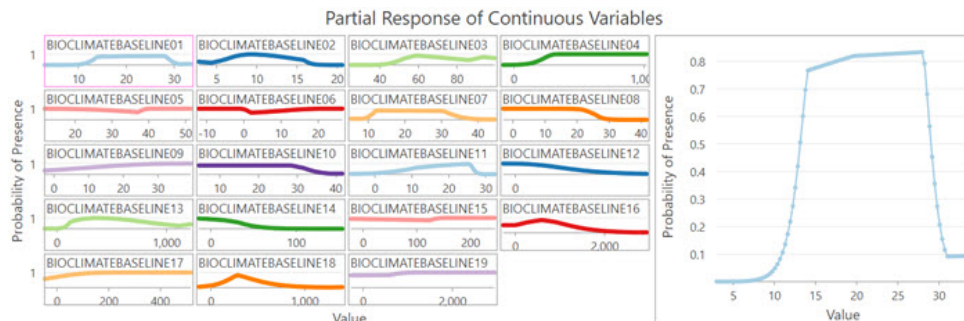 Partial Response of Continuous Variables
Probability of Presence
1 BIOCLIMATEBASELINE01 BIOCLIMATEBASELINE02 BIOCLIMATEBASELINE03 BIOCLIMATEBASELINE04
10 20 30 5 10 15 20 40 60 80 0 1,0
1 BIOCLIMATEBASELINE05 BIOCLIMATEBASELINE06 BIOCLIMATEBASELINE07 BIOCLIMATEBASELINE08
20 30 40 50 -10 0 10 20 10 20 30 40 0 10 20 30 40
1 BIOCLIMATEBASELINE09 BIOCLIMATEBASELINE10 BIOCLIMATEBASELINE11 BIOCLIMATEBASELINE12
0 10 20 30 10 20 30 40 0 10 20 30 0
1 BIOCLIMATEBASELINE13 BIOCLIMATEBASELINE14 BIOCLIMATEBASELINE15 BIOCLIMATEBASELINE16
0 1,000 0 100 0 100 200 0 2,000
1 BIOCLIMATEBASELINE17 BIOCLIMATEBASELINE18 BIOCLIMATEBASELINE19
0 200 400 0 1,000 0 2,000
Value
Probability of Presence
0.8
0.7
0.6
0.5
0.4
0.3
0.2
0.1
5 10 15 20 25 30
Value